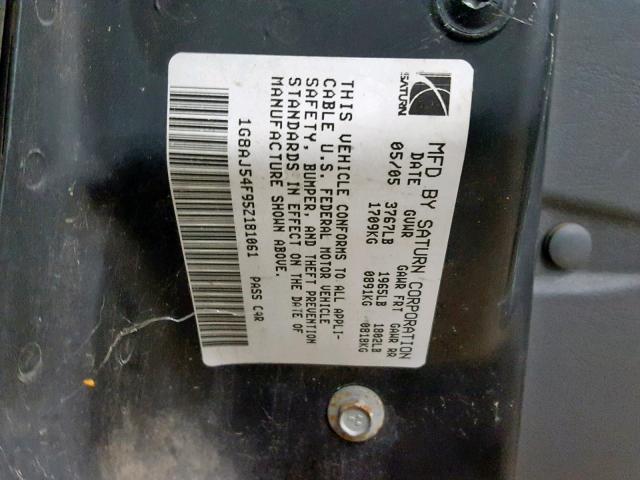 SATURN
MFD BY SATURN CORPORATION
DATE GVWR GAWR FRT GAWR RR
05/05 3767LB 1965LB 1802LB
1709KG 0891KG 0818KG
THIS VEHICLE CONFORMS TO ALL APPLI-
CABLE U.S. FEDERAL MOTOR VEHICLE
SAFETY, BUMPER, AND THEFT PREVENTION
STANDARDS IN EFFECT ON THE DATE OF
MANUFACTURE SHOWN ABOVE.
1G8AJ54F95Z181061 PASS CAR